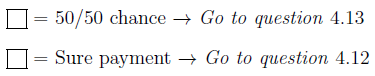 ☐ = 50/50 chance → Go to question 4.13
☐ = Sure payment → Go to question 4.12